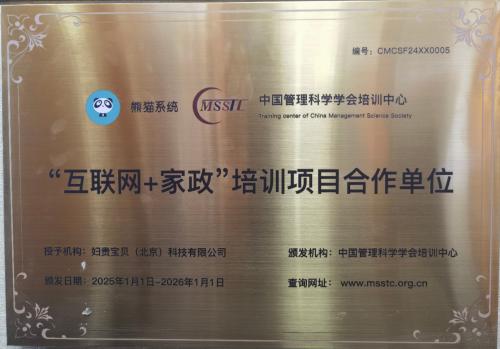 编号：CMCSF24XX0005
熊猫系统 MSSTC 中国管理科学学会培训中心
Training center of China Management Science Society
“互联网+家政”培训项目合作单位
授予机构：妇贵宝贝（北京）科技有限公司
颁发机构：中国管理科学学会培训中心
颁发日期：2025年1月1日-2026年1月1日
查询网址：www.msstc.org.cn